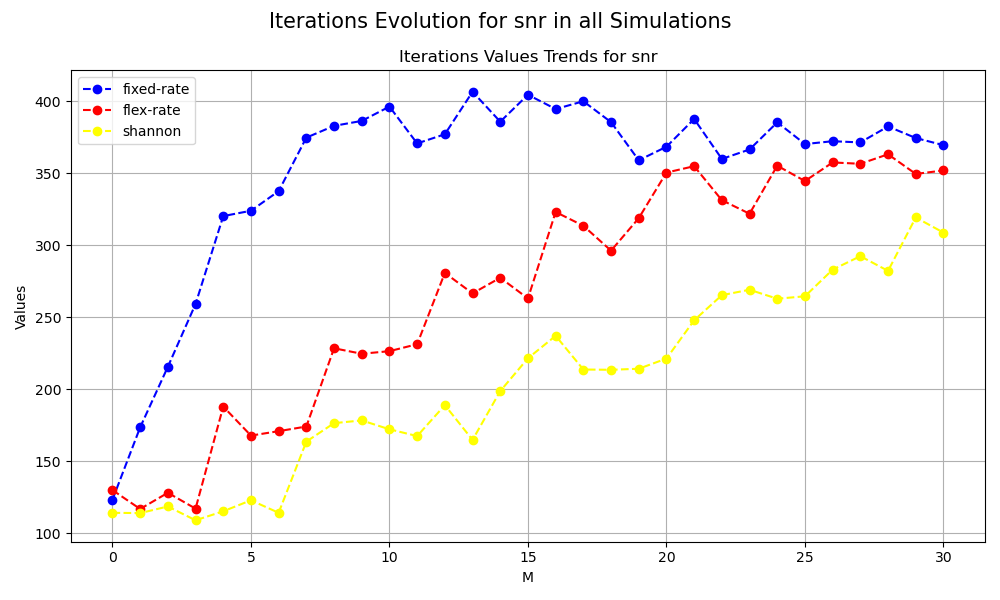 Iterations Evolution for snr in all Simulations
Iterations Values Trends for snr
fixed-rate
flex-rate
shannon
400
350
300
250
200
150
100
Values
0 5 10 15 20 25 30
M